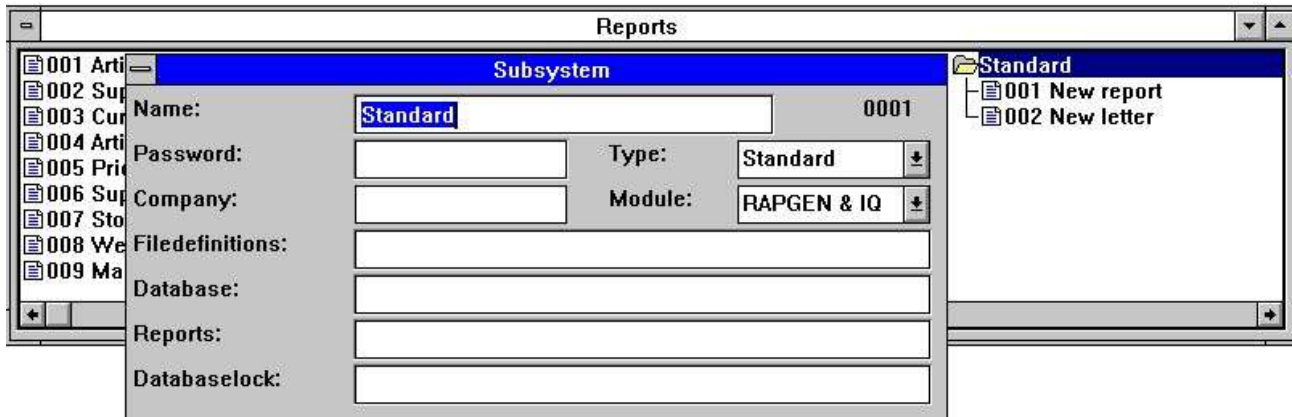 Reports
001 Arti
002 Sup
003 Cur
004 Arti
005 Pric
006 Sup
007 Sto
008 We
009 Ma
Subsystem
Name: Standard 0001
Password: Type: Standard
Company: Module: RAPGEN & IQ
Filedefinitions:
Database:
Reports:
Databaselock:
Standard
001 New report
002 New letter